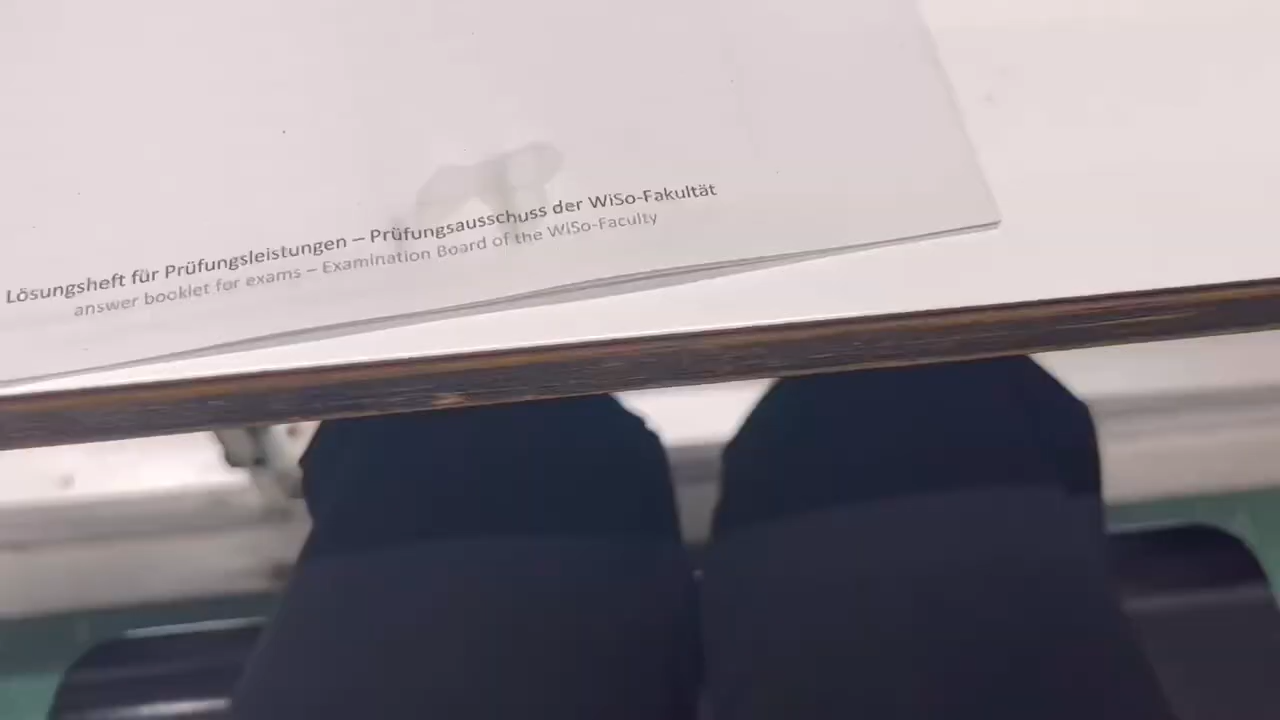 Lösungsheft für Prüfungsleistungen – Prüfungsausschuss der WiSo-Fakultät
answer booklet for exams – Examination Board of the WiSo-Faculty